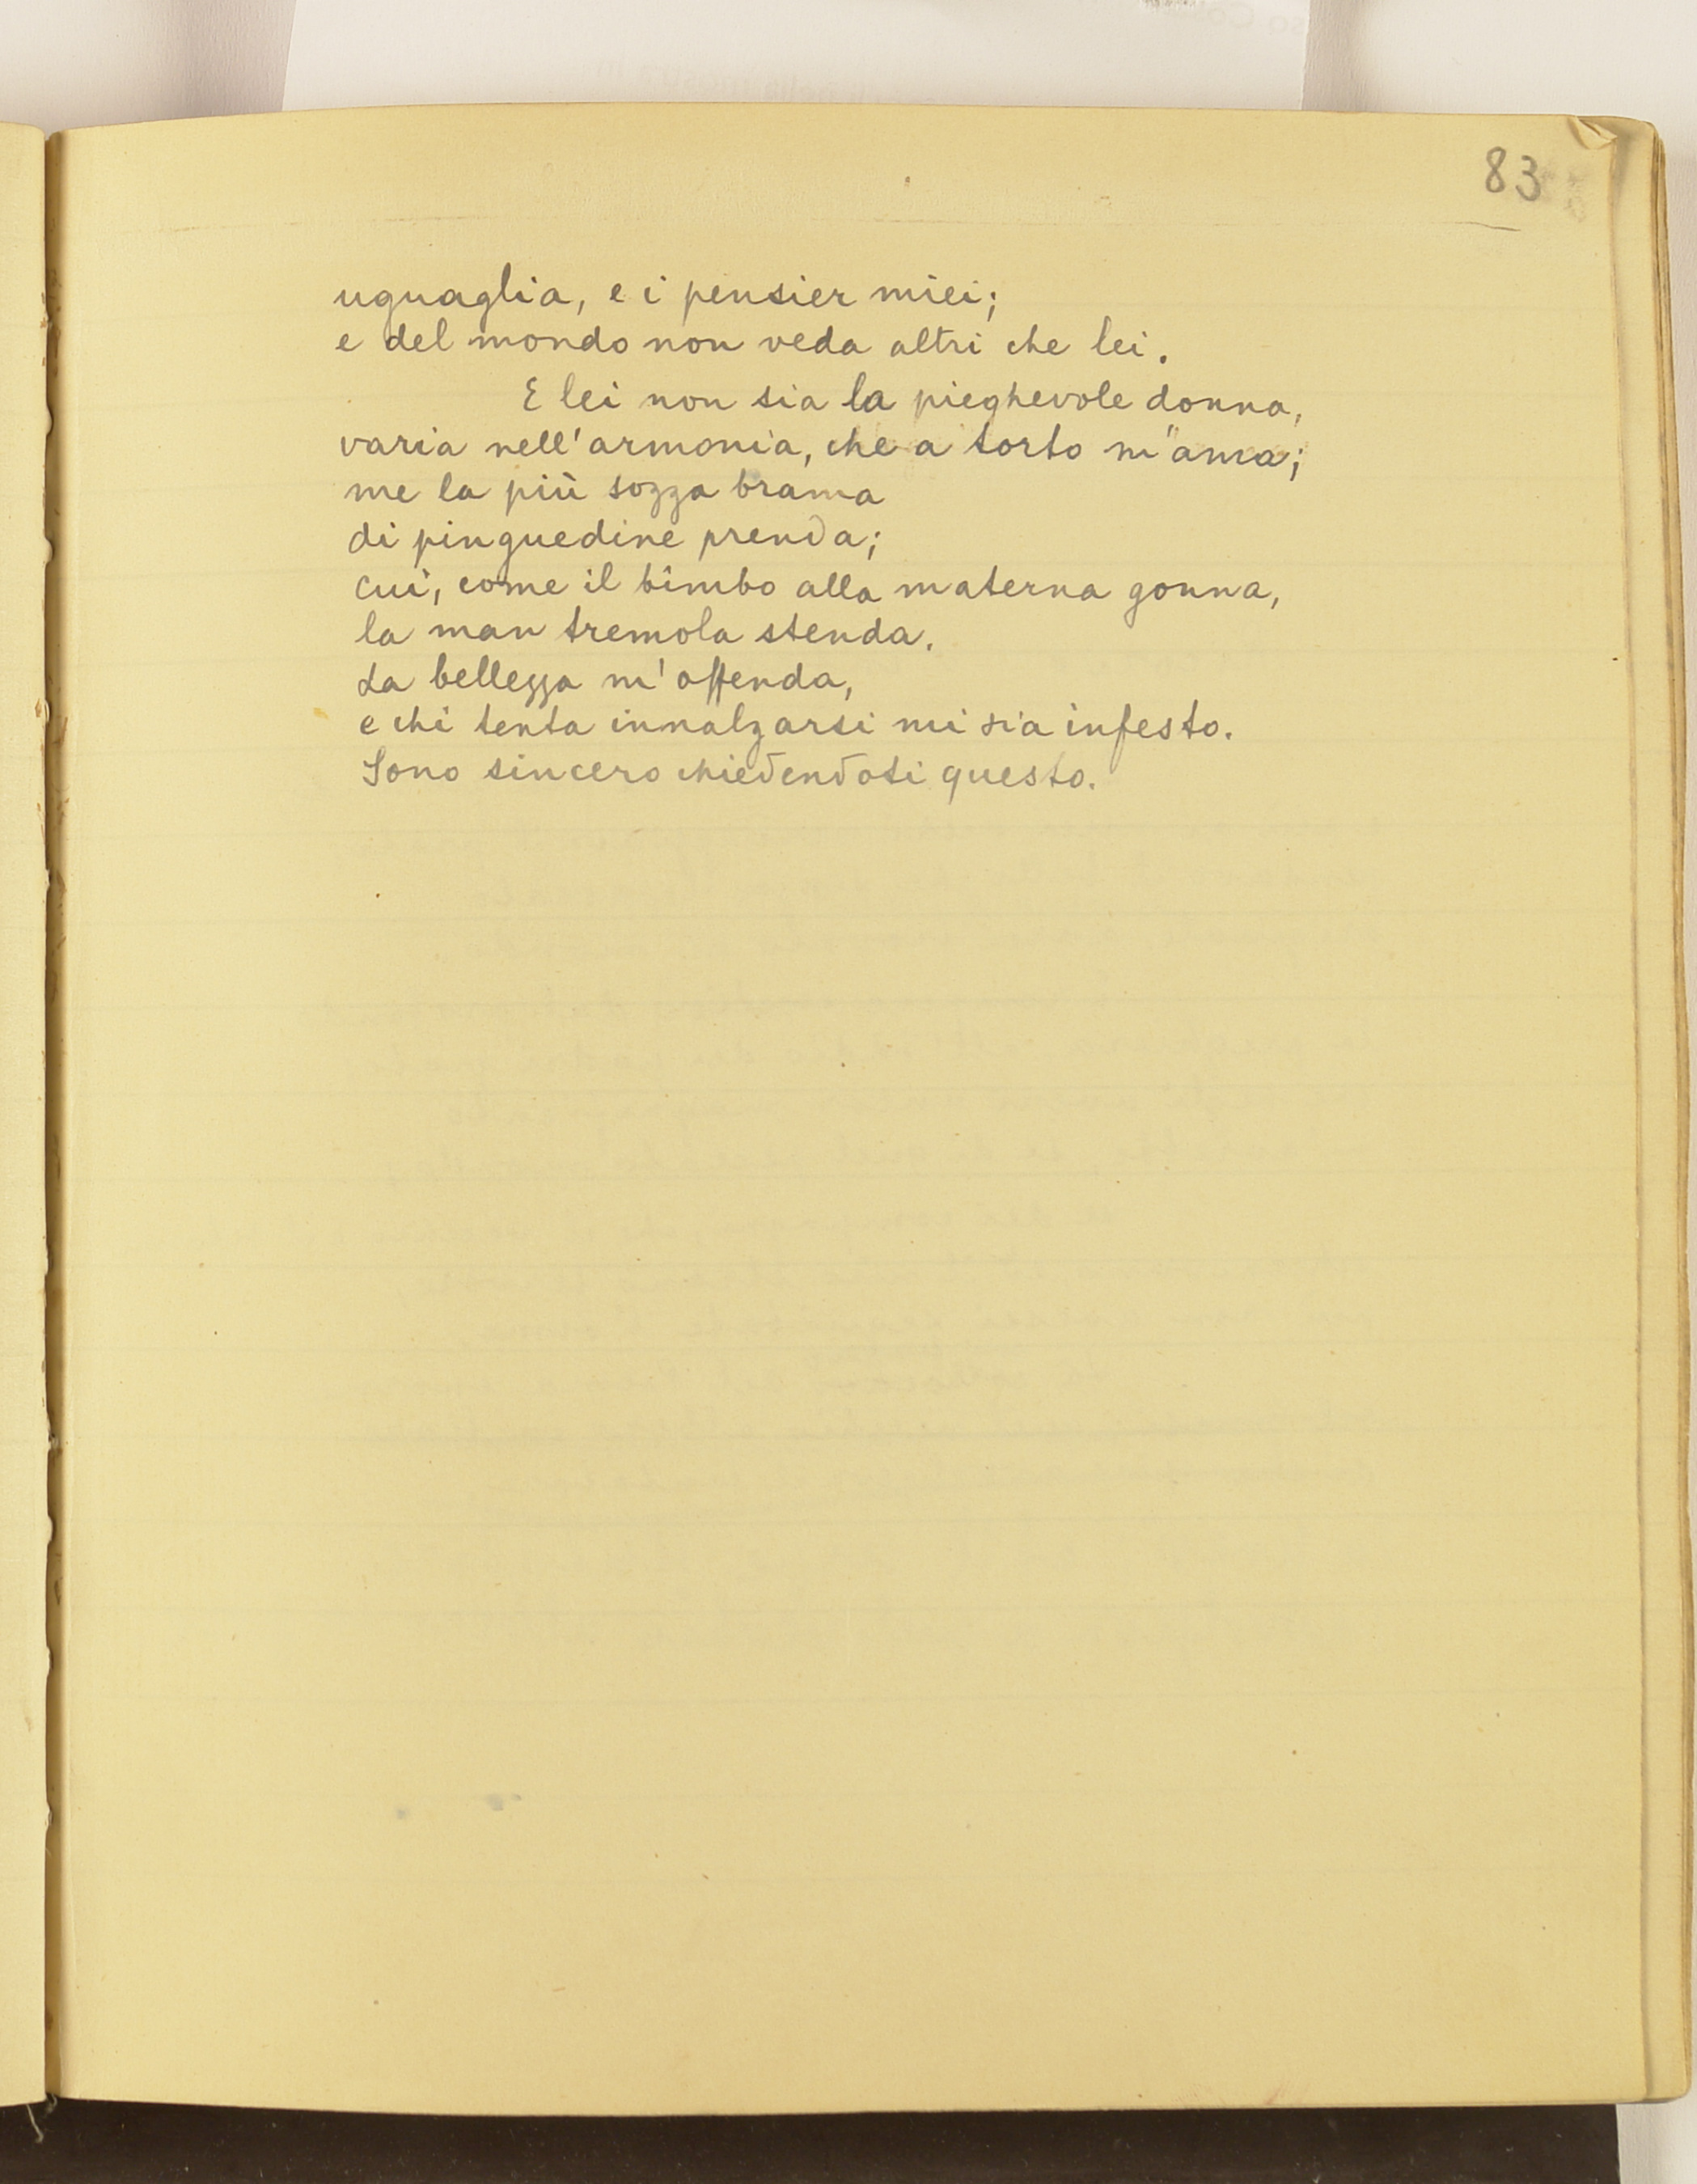 83
uguaglia, e i pensier miei;
e del mondo non veda altri che lei.
E lei non sia la pieghevole donna,
varia nell'armonia, che a torto m'ama;
me la più sozza brama
di pinguedine prenda;
cui, come il bimbo alla materna gonna,
la man tremola stenda.
La bellezza m'offenda,
e chi tenta innalzarsi mi sia infesto.
Sono sincero chiedendoti questo.